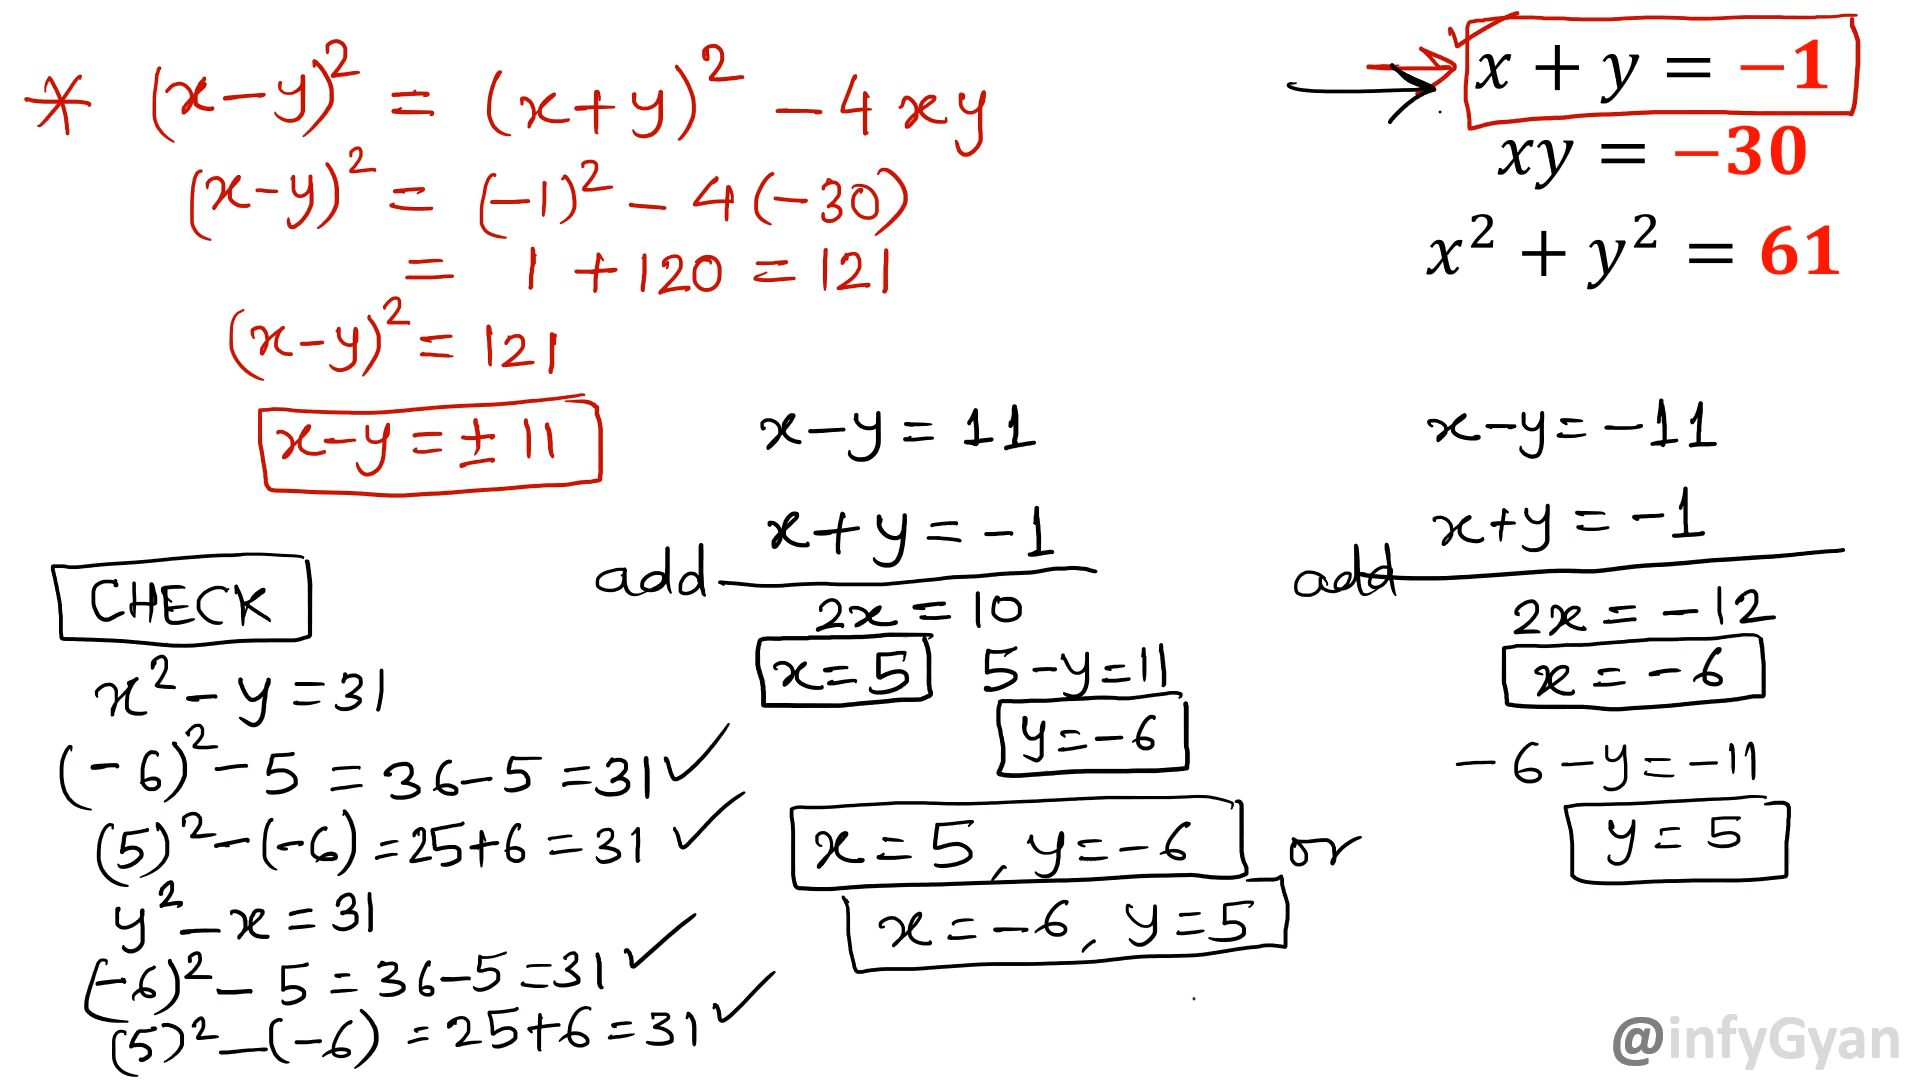 * (x-y)² = (x+y)² - 4xy
(x-y)² = (-1)² - 4(-30)
= 1 + 120 = 121
(x-y)² = 121
x-y = ± 11
x + y = -1
xy = -30
x² + y² = 61
x-y = 11
x+y = -1
add
2x = 10
x = 5
5-y=11
y = -6
x-y = -11
x+y = -1
add
2x = -12
x = -6
-6-y = -11
y = 5
x = 5, y = -6 or
x = -6, y = 5
CHECK
x² - y = 31
(-6)² - 5 = 36-5 = 31 ✓
(5)² - (-6) = 25+6 = 31 ✓
y² - x = 31
(-6)² - 5 = 36-5 = 31 ✓
(5)² - (-6) = 25+6 = 31 ✓
@infyGyan